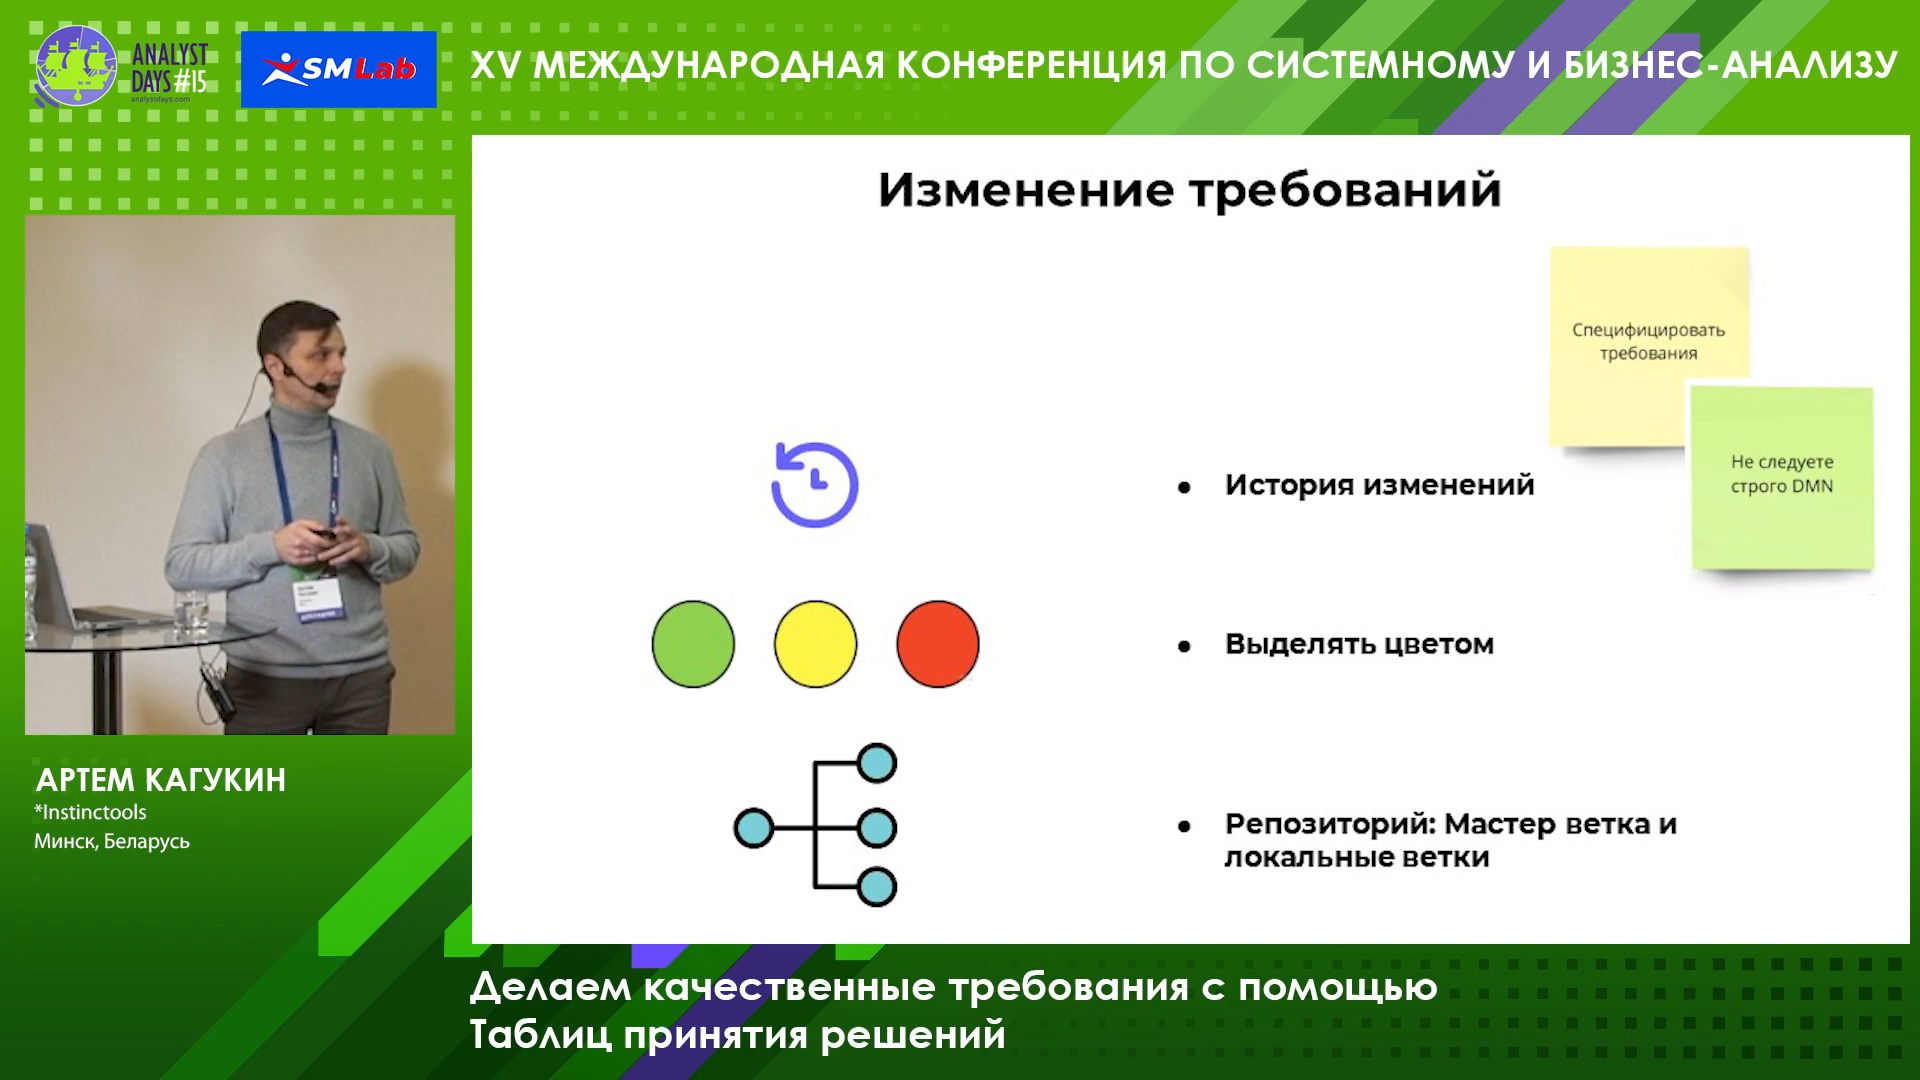 ANALYST
DAYS#15
analystdays.com
SMLab
XV МЕЖДУНАРОДНАЯ КОНФЕРЕНЦИЯ ПО СИСТЕМНОМУ И БИЗНЕС-АНАЛИЗУ
Изменение требований
Специфицировать
требования
Не следуете
строго DMN
● История изменений
● Выделять цветом
● Репозиторий: Мастер ветка и
локальные ветки
АРТЕМ КАГУКИН
*Instinctools
Минск, Беларусь
Делаем качественные требования с помощью
Таблиц принятия решений